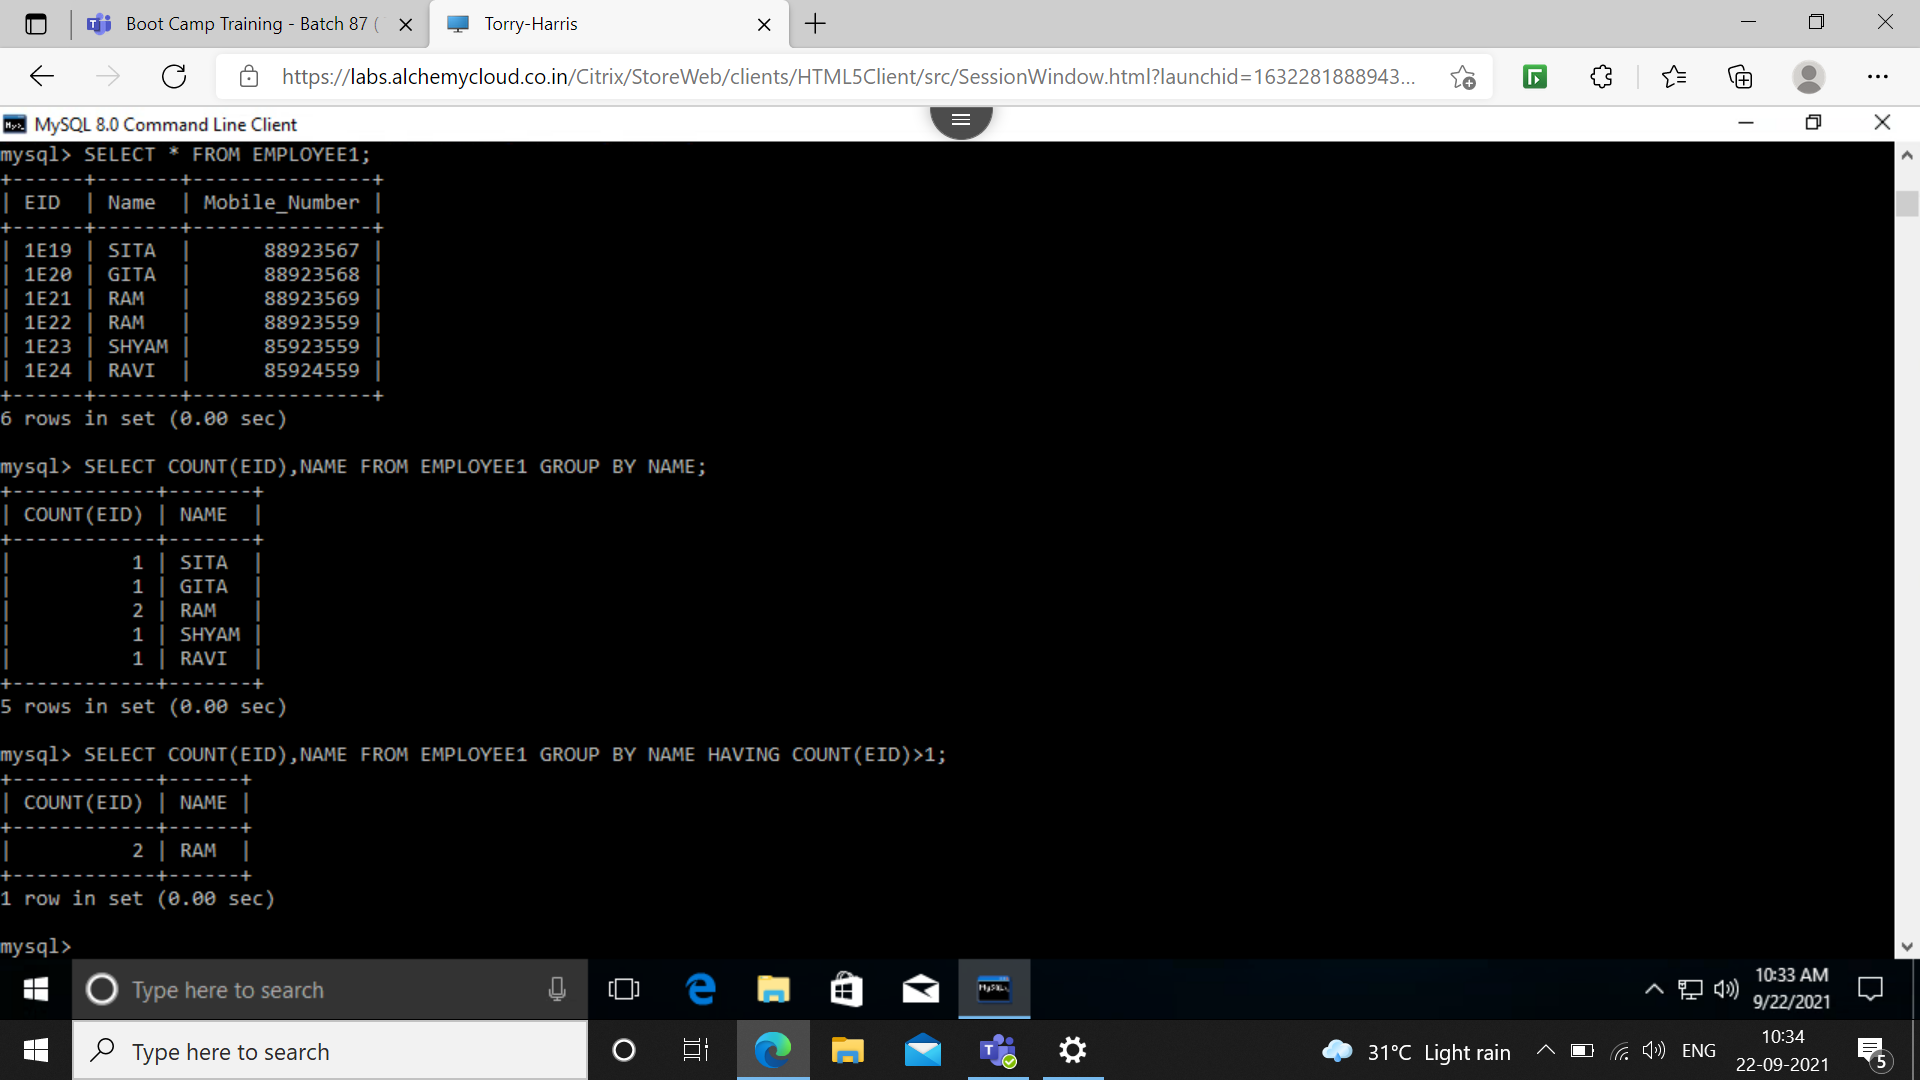 Boot Camp Training - Batch 87 (
Torry-Harris
https://labs.alchemycloud.co.in/Citrix/StoreWeb/clients/HTML5Client/src/SessionWindow.html?launchid=1632281888943...
MySQL 8.0 Command Line Client
mysql> SELECT * FROM EMPLOYEE1;
+------+-------+---------------+
| EID  | Name  | Mobile_Number |
+------+-------+---------------+
| 1E19 | SITA  |      88923567 |
| 1E20 | GITA  |      88923568 |
| 1E21 | RAM   |      88923569 |
| 1E22 | RAM   |      88923559 |
| 1E23 | SHYAM |      85923559 |
| 1E24 | RAVI  |      85924559 |
+------+-------+---------------+
6 rows in set (0.00 sec)
mysql> SELECT COUNT(EID),NAME FROM EMPLOYEE1 GROUP BY NAME;
+------------+-------+
| COUNT(EID) | NAME  |
+------------+-------+
|          1 | SITA  |
|          1 | GITA  |
|          2 | RAM   |
|          1 | SHYAM |
|          1 | RAVI  |
+------------+-------+
5 rows in set (0.00 sec)
mysql> SELECT COUNT(EID),NAME FROM EMPLOYEE1 GROUP BY NAME HAVING COUNT(EID)>1;
+------------+------+
| COUNT(EID) | NAME |
+------------+------+
|          2 | RAM  |
+------------+------+
1 row in set (0.00 sec)
mysql>
Type here to search
10:33 AM
9/22/2021
Type here to search
31°C Light rain
ENG
10:34
22-09-2021
5